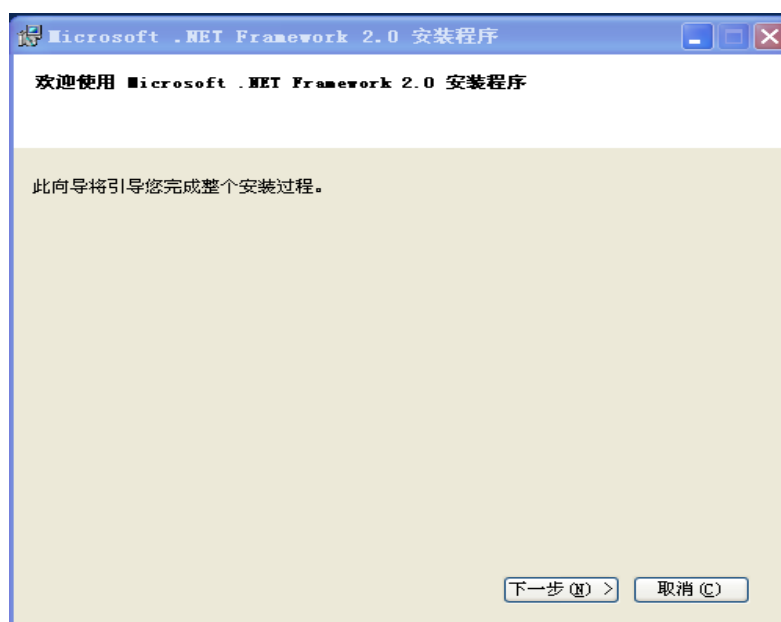 Microsoft .NET Framework 2.0 安装程序
欢迎使用 Microsoft .NET Framework 2.0 安装程序
此向导将引导您完成整个安装过程。
下一步(N) > 取消(C)